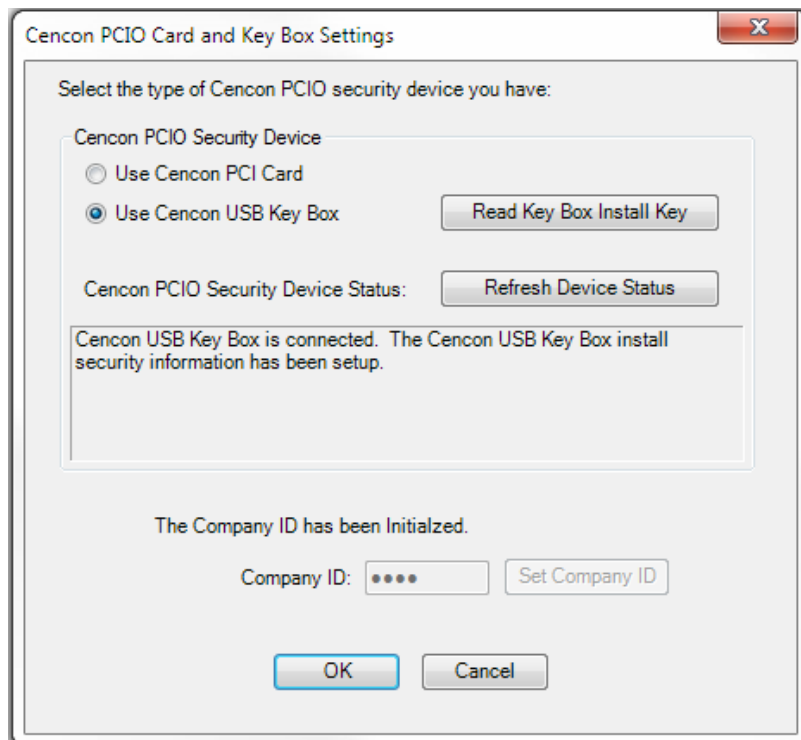 Cencon PCIO Card and Key Box Settings
Select the type of Cencon PCIO security device you have:
Cencon PCIO Security Device
Use Cencon PCI Card
Use Cencon USB Key Box
Read Key Box Install Key
Cencon PCIO Security Device Status:
Refresh Device Status
Cencon USB Key Box is connected. The Cencon USB Key Box install
security information has been setup.
The Company ID has been Initialzed.
Company ID: ●●●●
Set Company ID
OK
Cancel